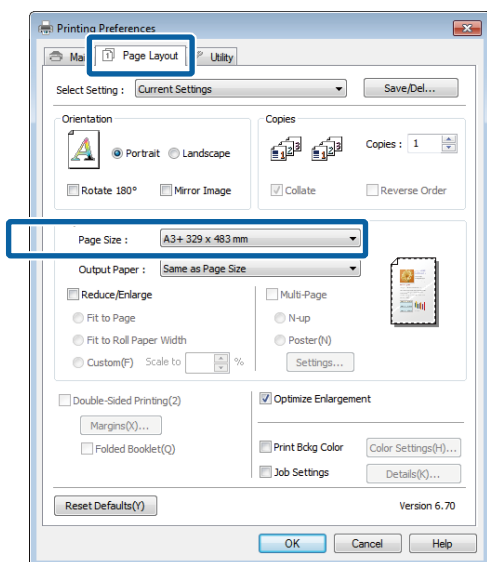 Printing Preferences
Mai Page Layout Utility
Select Setting : Current Settings Save/Del...
Orientation
Portrait Landscape
Rotate 180° Mirror Image
Copies
Copies : 1
Collate Reverse Order
Page Size : A3+ 329 x 483 mm
Output Paper : Same as Page Size
Reduce/Enlarge
Fit to Page
Fit to Roll Paper Width
Custom(F) Scale to %
Multi-Page
N-up
Poster(N)
Settings...
Double-Sided Printing(2)
Margins(X)...
Folded Booklet(Q)
Optimize Enlargement
Print Bckg Color Color Settings(H)...
Job Settings Details(K)...
Reset Defaults(Y) Version 6.70
OK Cancel Help